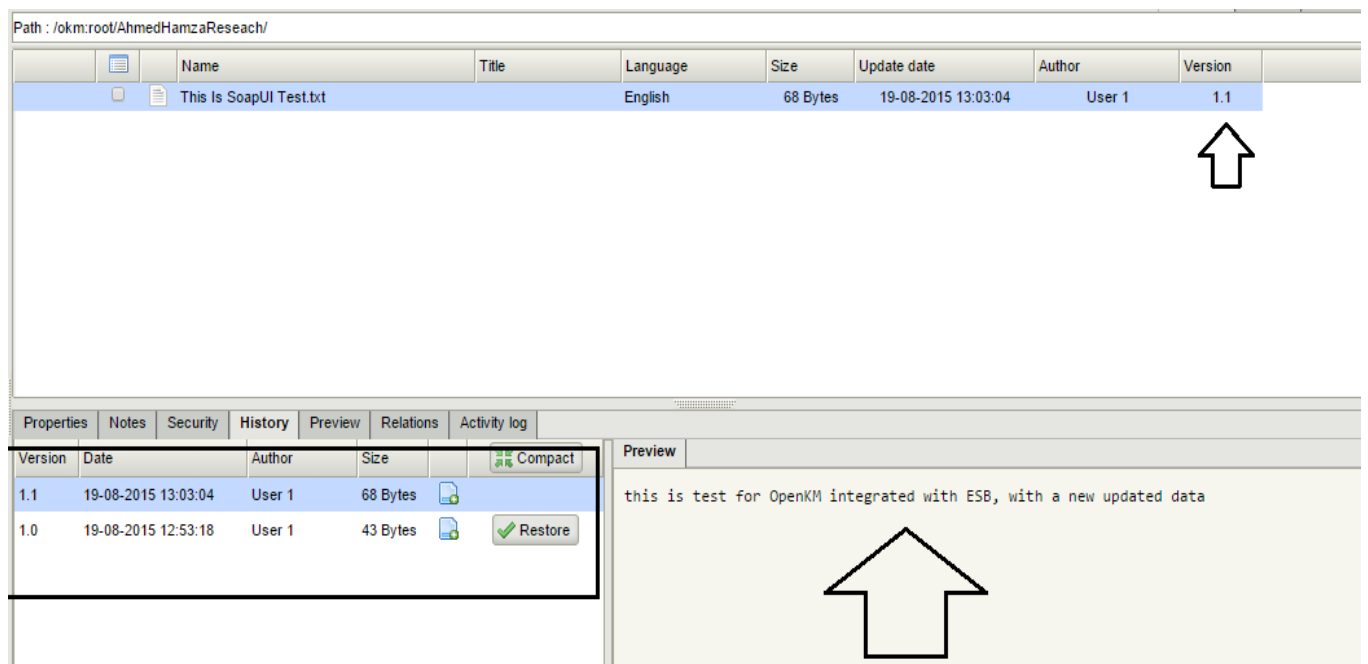 Path : /okm:root/AhmedHamzaReseach/
Name Title Language Size Update date Author Version
This Is SoapUI Test.txt English 68 Bytes 19-08-2015 13:03:04 User 1 1.1
Properties Notes Security History Preview Relations Activity log
Version Date Author Size Compact
1.1 19-08-2015 13:03:04 User 1 68 Bytes
1.0 19-08-2015 12:53:18 User 1 43 Bytes Restore
Preview
this is test for OpenKM integrated with ESB, with a new updated data